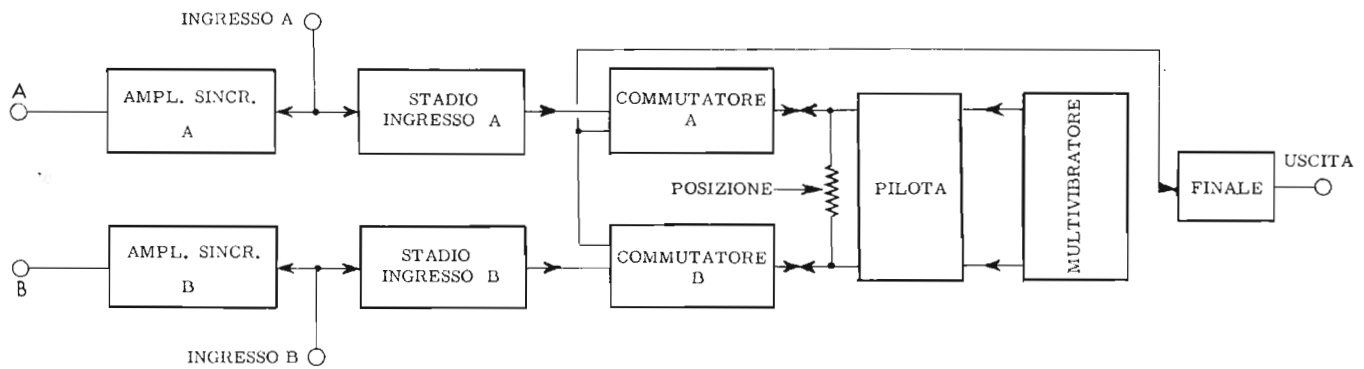 INGRESSO A
A
AMPL. SINCR.
A
STADIO
INGRESSO A
COMMUTATORE
A
POSIZIONE
PILOTA
MULTIVIBRATORE
FINALE
USCITA
B
AMPL. SINCR.
B
STADIO
INGRESSO B
COMMUTATORE
B
INGRESSO B